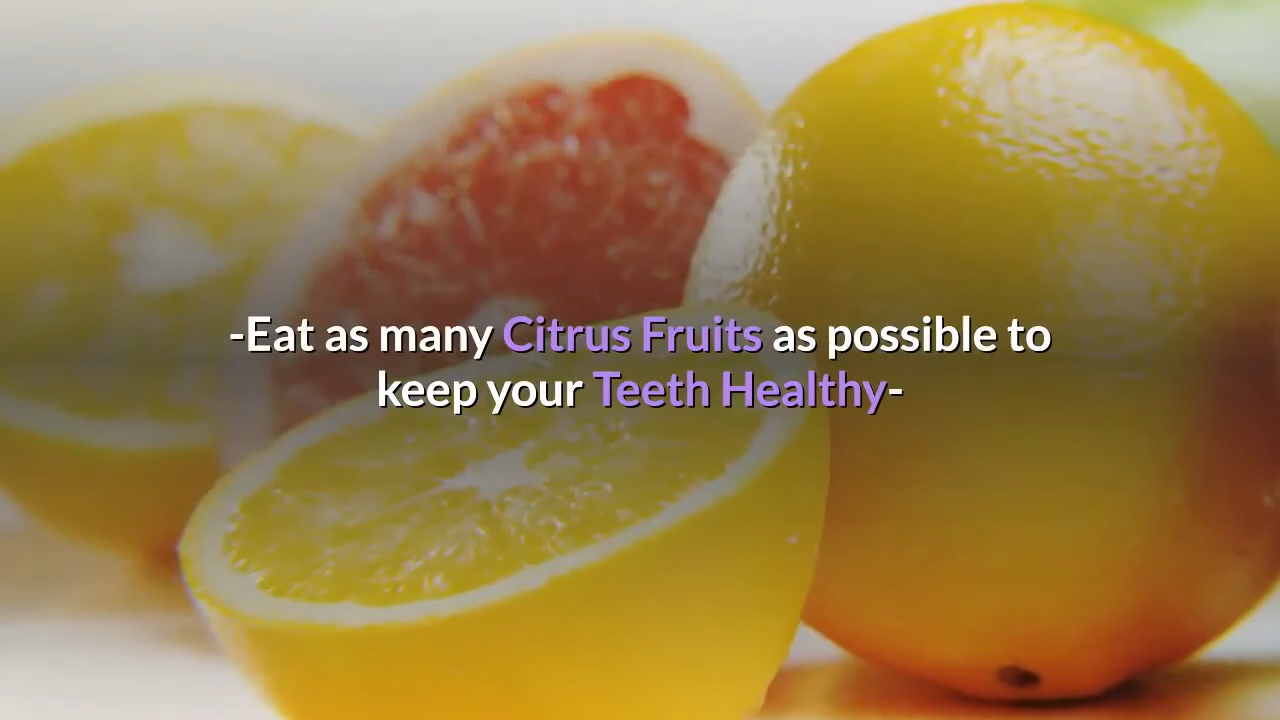 -Eat as many Citrus Fruits as possible to
keep your Teeth Healthy-